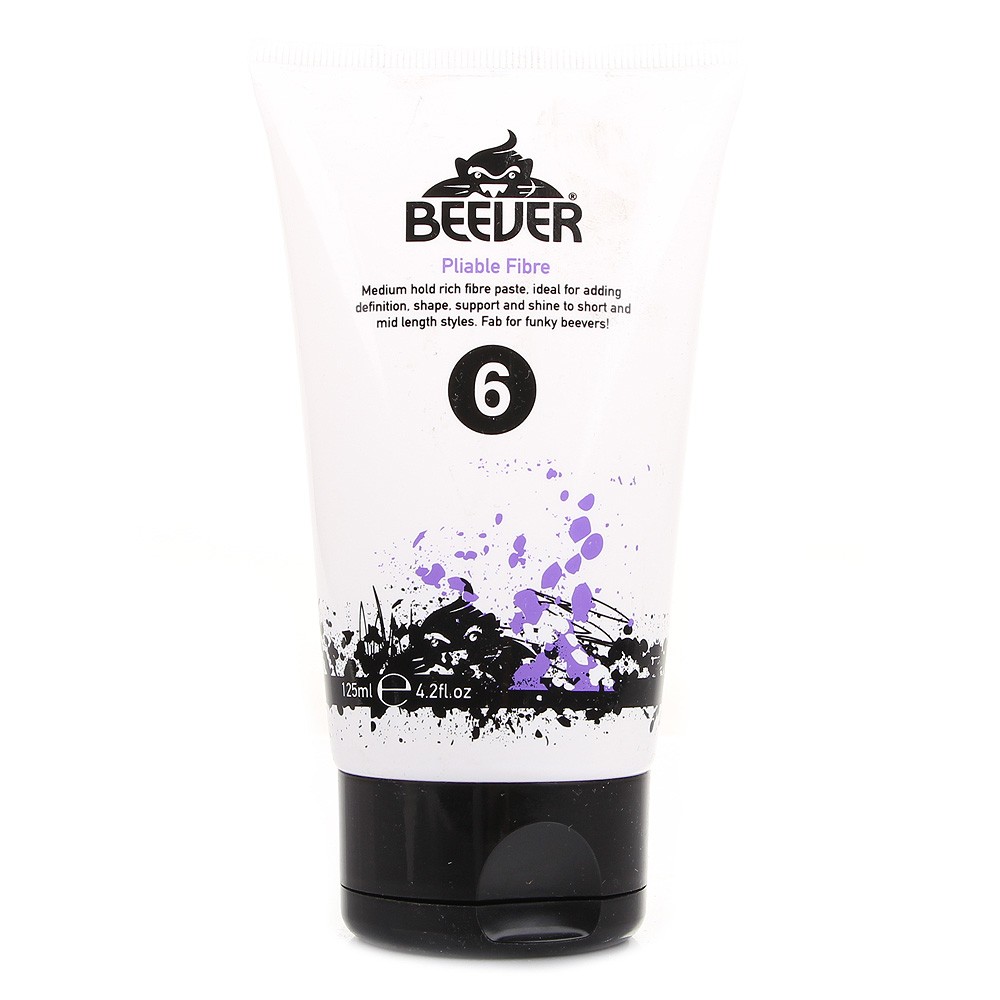 BEEVER®
Pliable Fibre
Medium hold rich fibre paste, ideal for adding
definition, shape, support and shine to short and
mid length styles. Fab for funky beevers!
6
125ml ℮ 4.2fl.oz